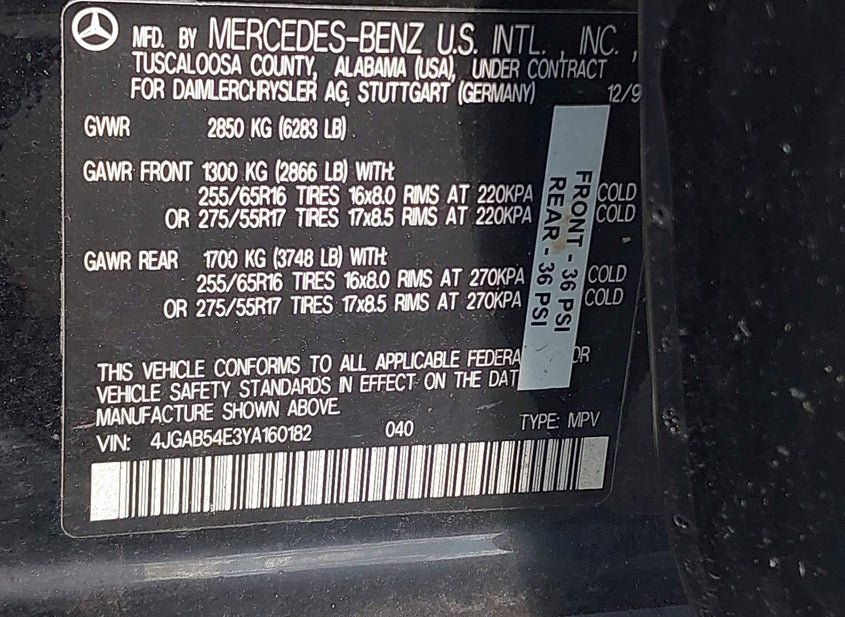 MFD. BY MERCEDES-BENZ U.S. INTL., INC.,
TUSCALOOSA COUNTY, ALABAMA (USA), UNDER CONTRACT
FOR DAIMLERCHRYSLER AG, STUTTGART (GERMANY) 12/9
GVWR 2850 KG (6283 LB)
GAWR FRONT 1300 KG (2866 LB) WITH:
255/65R16 TIRES 16x8.0 RIMS AT 220KPA COLD
OR 275/55R17 TIRES 17x8.5 RIMS AT 220KPA COLD
GAWR REAR 1700 KG (3748 LB) WITH:
255/65R16 TIRES 16x8.0 RIMS AT 270KPA COLD
OR 275/55R17 TIRES 17x8.5 RIMS AT 270KPA COLD
FRONT - 36 PSI
REAR - 36 PSI
THIS VEHICLE CONFORMS TO ALL APPLICABLE FEDERA OR
VEHICLE SAFETY STANDARDS IN EFFECT ON THE DAT
MANUFACTURE SHOWN ABOVE.
VIN: 4JGAB54E3YA160182 040 TYPE: MPV